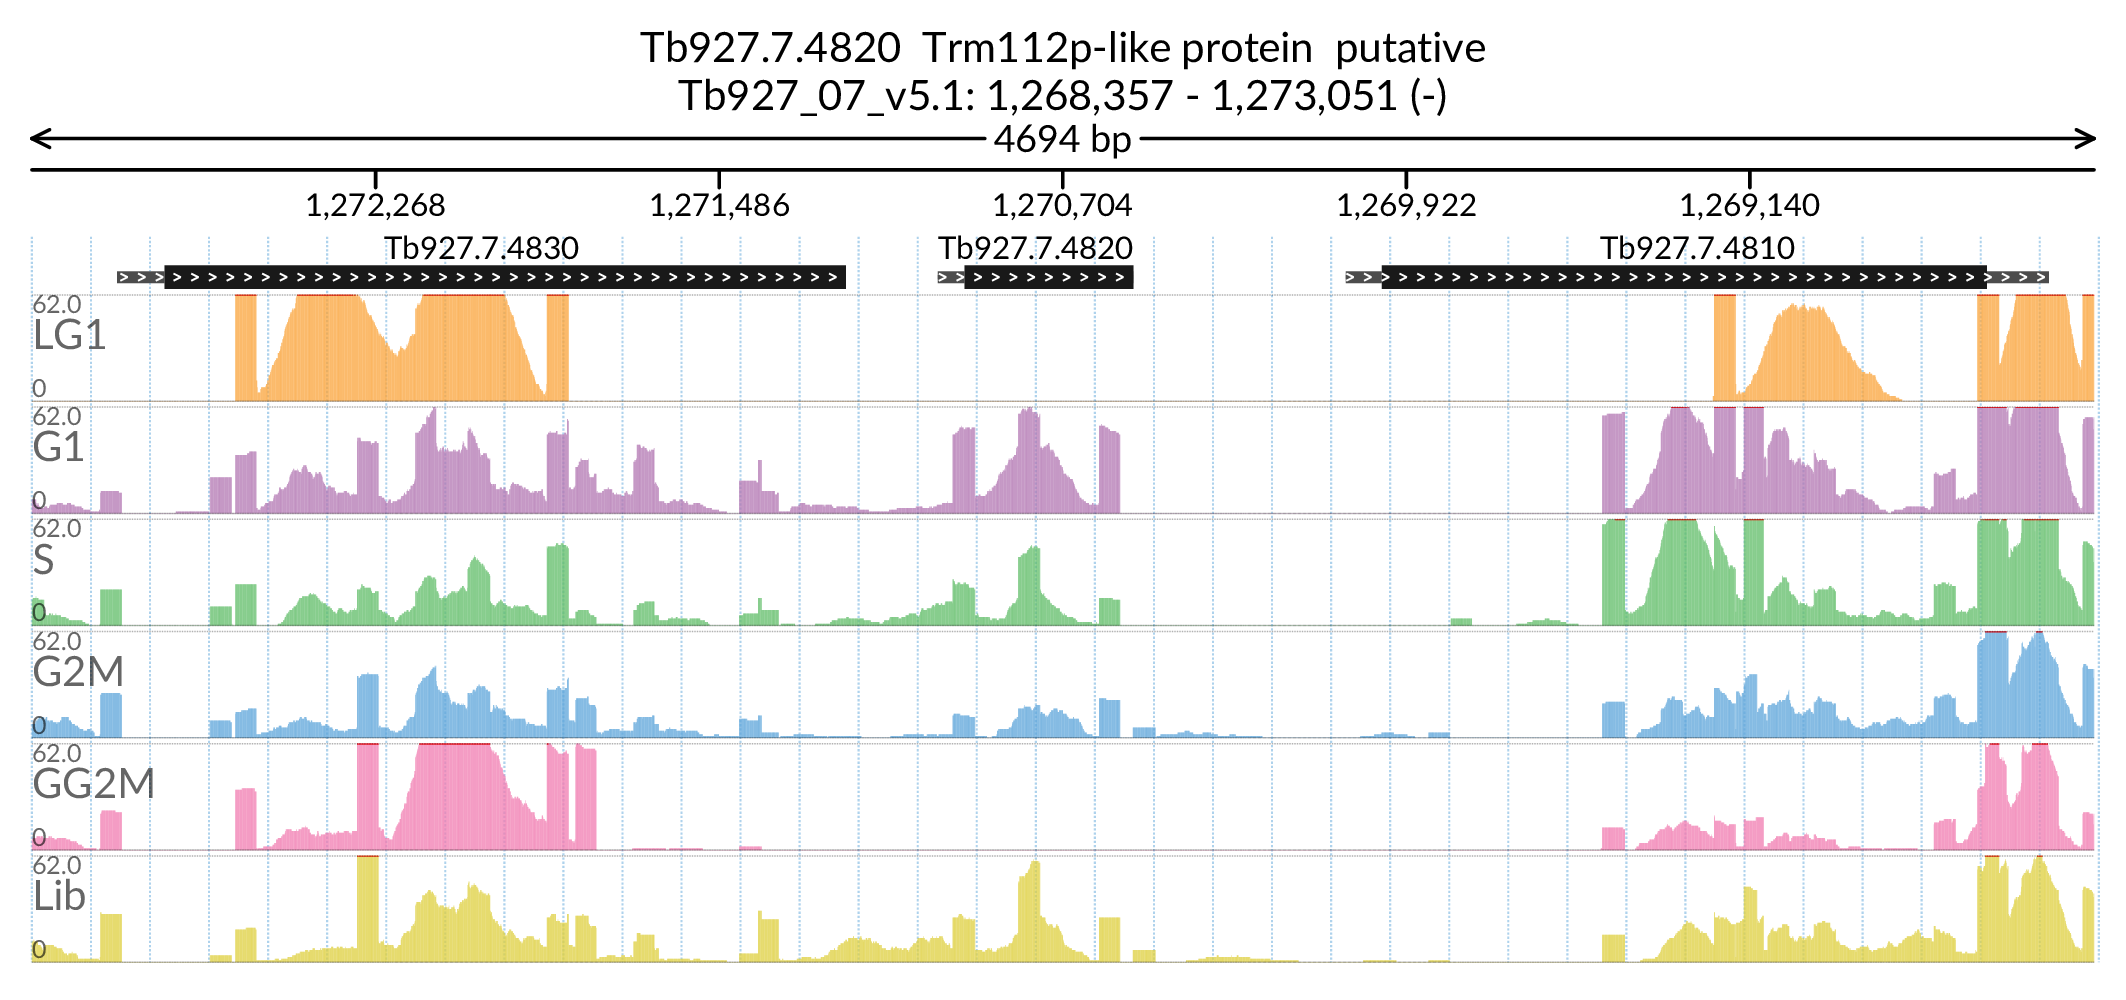 Tb927.7.4820  Trm112p-like protein  putative
Tb927_07_v5.1: 1,268,357 - 1,273,051 (-)
4694 bp
1,272,268 1,271,486 1,270,704 1,269,922 1,269,140
Tb927.7.4830 Tb927.7.4820 Tb927.7.4810
62.0
LG1
0
62.0
G1
0
62.0
S
0
62.0
G2M
0
62.0
GG2M
0
62.0
Lib
0